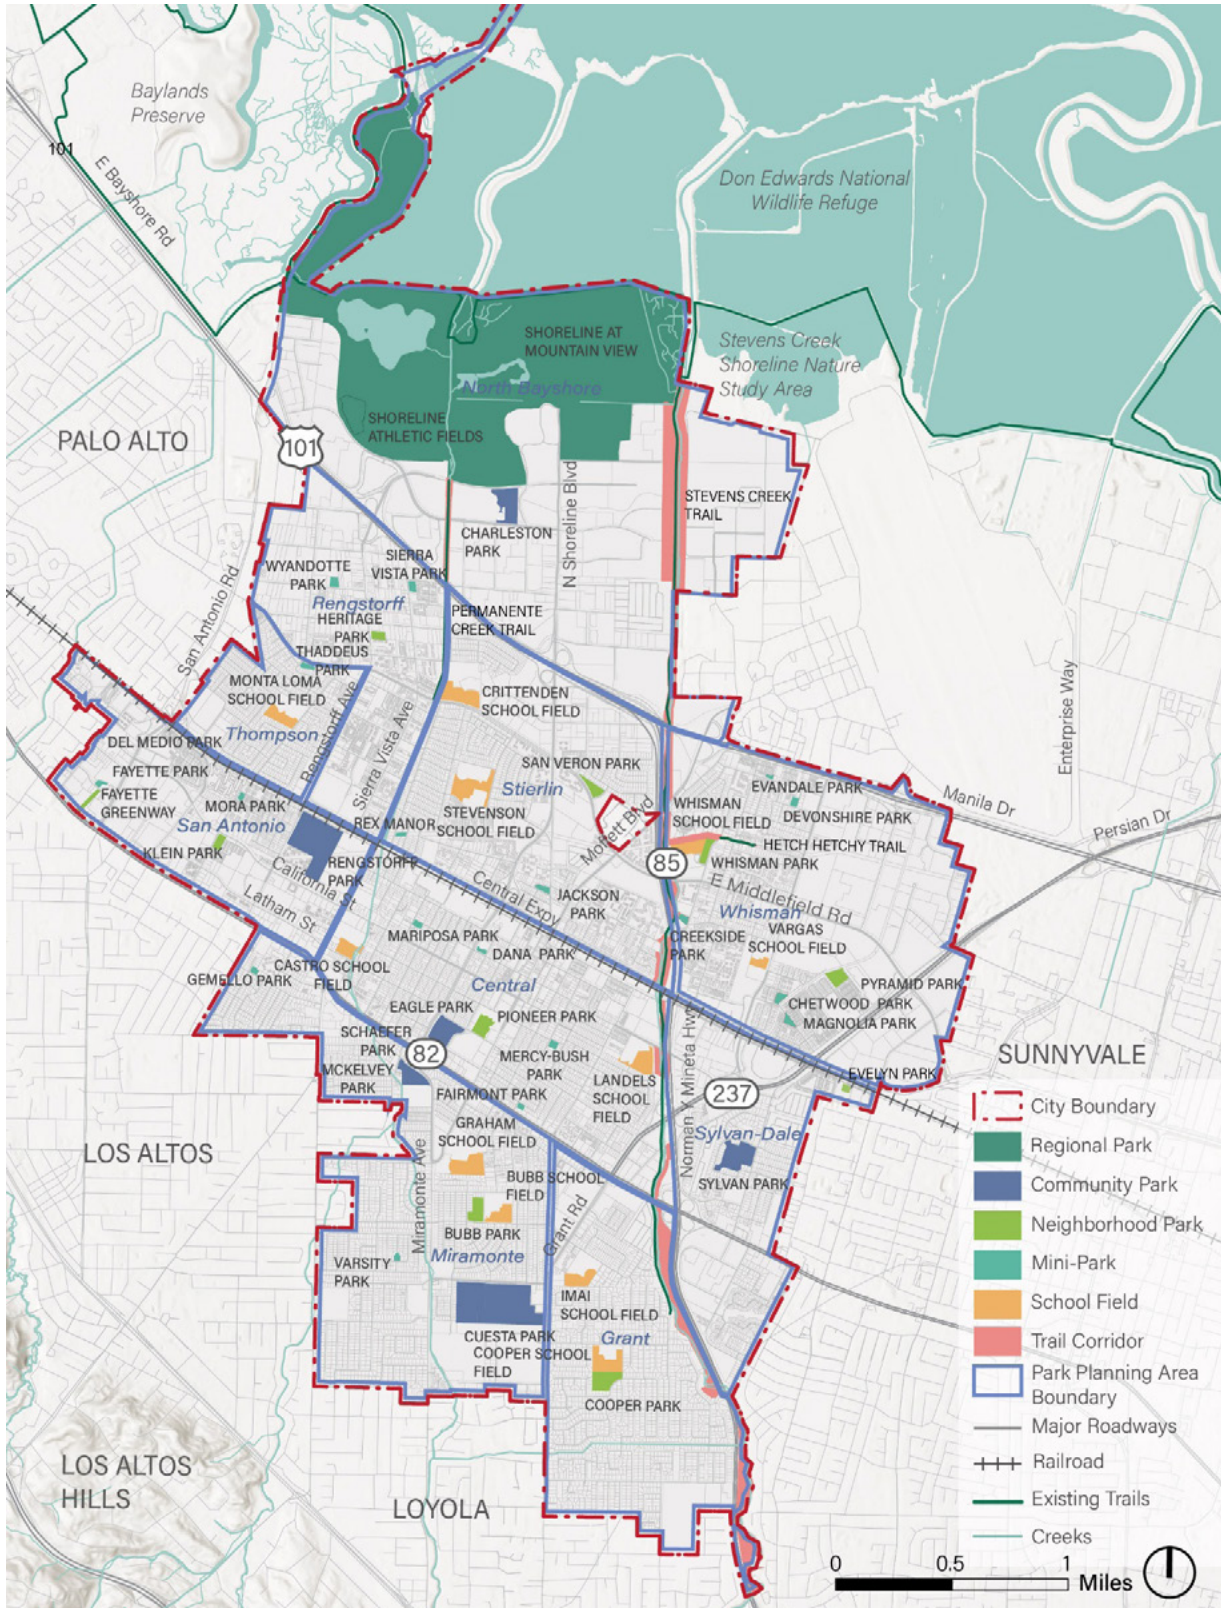 Baylands
Preserve
101
E Bayshore Rd
Don Edwards National
Wildlife Refuge
SHORELINE AT
MOUNTAIN VIEW
Stevens Creek
Shoreline Nature
Study Area
North Bayshore
SHORELINE
ATHLETIC FIELDS
PALO ALTO
101
N Shoreline Blvd
STEVENS CREEK
TRAIL
CHARLESTON
PARK
San Antonio Rd
WYANDOTTE
PARK
SIERRA
VISTA PARK
Rengstorff
HERITAGE
PARK
PERMANENTE
CREEK TRAIL
THADDEUS
PARK
MONTA LOMA
SCHOOL FIELD
CRITTENDEN
SCHOOL FIELD
Enterprise Way
Thompson
Rengstorff Ave
Sierra Vista Ave
DEL MEDIO PARK
FAYETTE PARK
FAYETTE
GREENWAY
SAN VERON PARK
Stierlin
EVANDALE PARK
Manila Dr
MORA PARK
San Antonio
REX MANOR
STEVENSON
SCHOOL FIELD
Moffett Blvd
WHISMAN
SCHOOL FIELD
DEVONSHIRE PARK
Persian Dr
HETCH HETCHY TRAIL
KLEIN PARK
RENGSTORFF
PARK
85
WHISMAN PARK
California St
Latham St
Central Expy
JACKSON
PARK
E Middlefield Rd
Whisman
MARIPOSA PARK
DANA PARK
CREEKSIDE
PARK
VARGAS
SCHOOL FIELD
GEMELLO PARK
CASTRO SCHOOL
FIELD
Central
PYRAMID PARK
CHETWOOD PARK
MAGNOLIA PARK
EAGLE PARK
PIONEER PARK
SCHAEFER
PARK
82
MCKELVEY
PARK
MERCY-BUSH
PARK
LANDELS
SCHOOL
FIELD
Norman Y Mineta Hwy
EVELYN PARK
SUNNYVALE
237
FAIRMONT PARK
GRAHAM
SCHOOL FIELD
Sylvan-Dale
SYLVAN PARK
LOS ALTOS
Miramonte Ave
BUBB SCHOOL
FIELD
Grant Rd
BUBB PARK
Miramonte
VARSITY
PARK
IMAI
SCHOOL FIELD
CUESTA PARK
Grant
COOPER SCHOOL
FIELD
COOPER PARK
LOS ALTOS
HILLS
LOYOLA
City Boundary
Regional Park
Community Park
Neighborhood Park
Mini-Park
School Field
Trail Corridor
Park Planning Area
Boundary
Major Roadways
Railroad
Existing Trails
Creeks
0 0.5 1
Miles